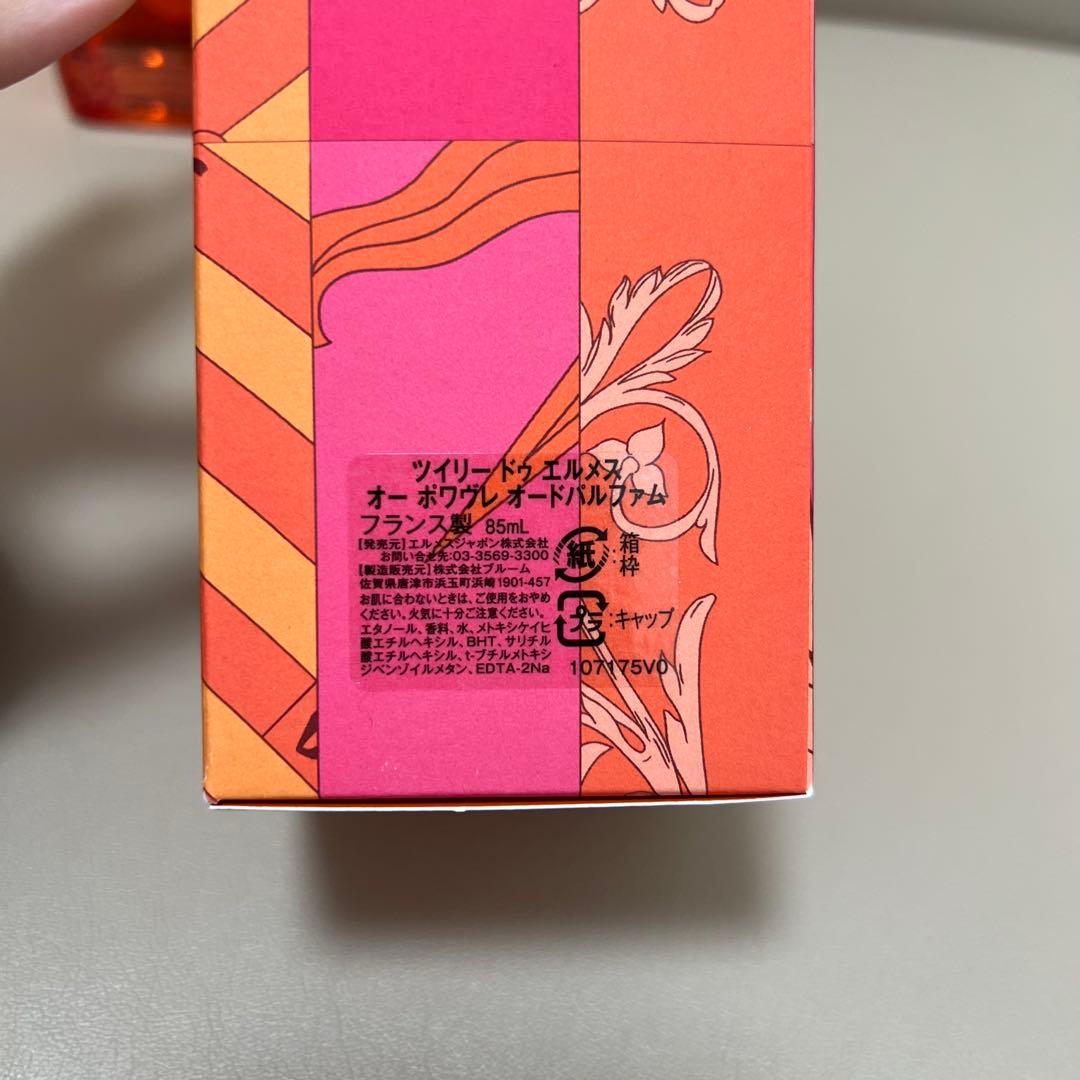 ツイリー ドゥ エルメス
オー ポワヴレ オードパルファム
フランス製 85mL
【発売元】エルメスジャポン株式会社
お問い合せ先:03-3569-3300
【製造販売元】株式会社ブルーム
佐賀県唐津市浜玉町浜崎1901-457
お肌に合わないときは、ご使用をおやめ
ください。火気に十分ご注意ください。
エタノール、香料、水、メトキシケイヒ
酸エチルヘキシル、BHT、サリチル
酸エチルヘキシル、t-ブチルメトキシ
ジベンゾイルメタン、EDTA-2Na
紙:箱
枠
プラ:キャップ
107175V0